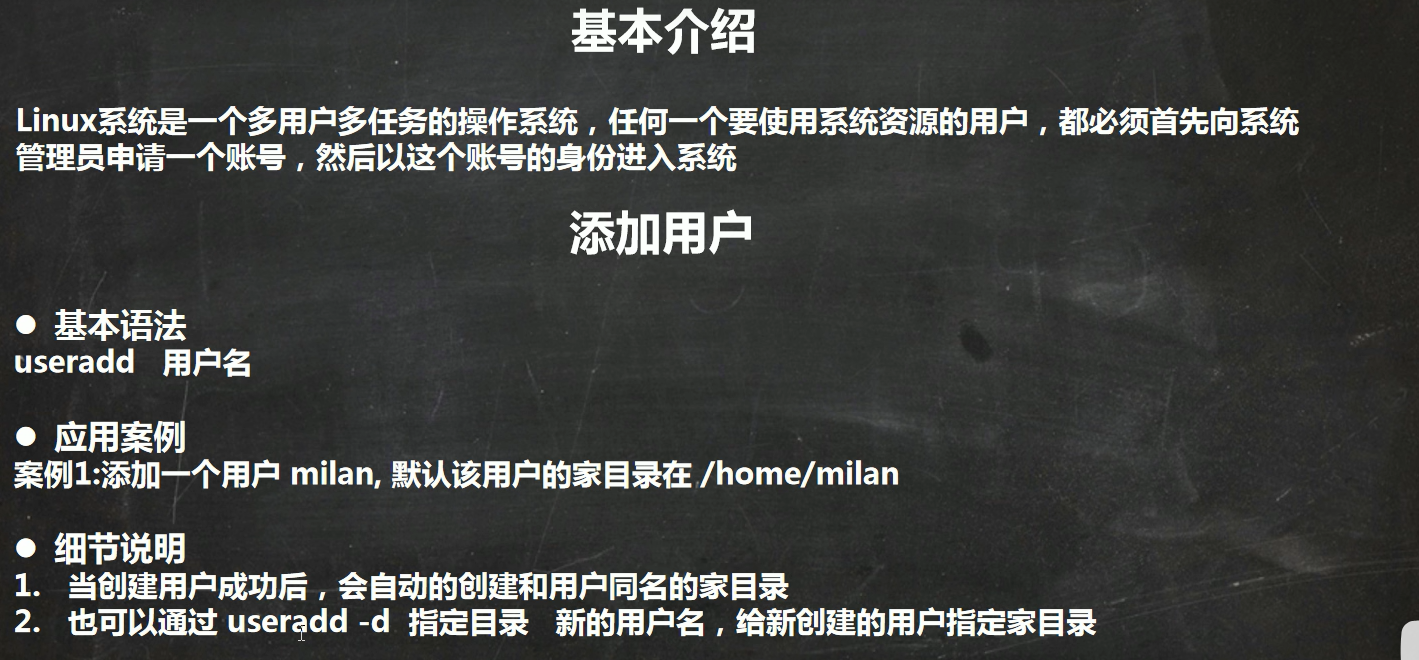 基本介绍
Linux系统是一个多用户多任务的操作系统，任何一个要使用系统资源的用户，都必须首先向系统
管理员申请一个账号，然后以这个账号的身份进入系统
添加用户
● 基本语法
useradd 用户名
● 应用案例
案例1:添加一个用户 milan, 默认该用户的家目录在 /home/milan
● 细节说明
1. 当创建用户成功后，会自动的创建和用户同名的家目录
2. 也可以通过 useradd -d 指定目录 新的用户名，给新创建的用户指定家目录